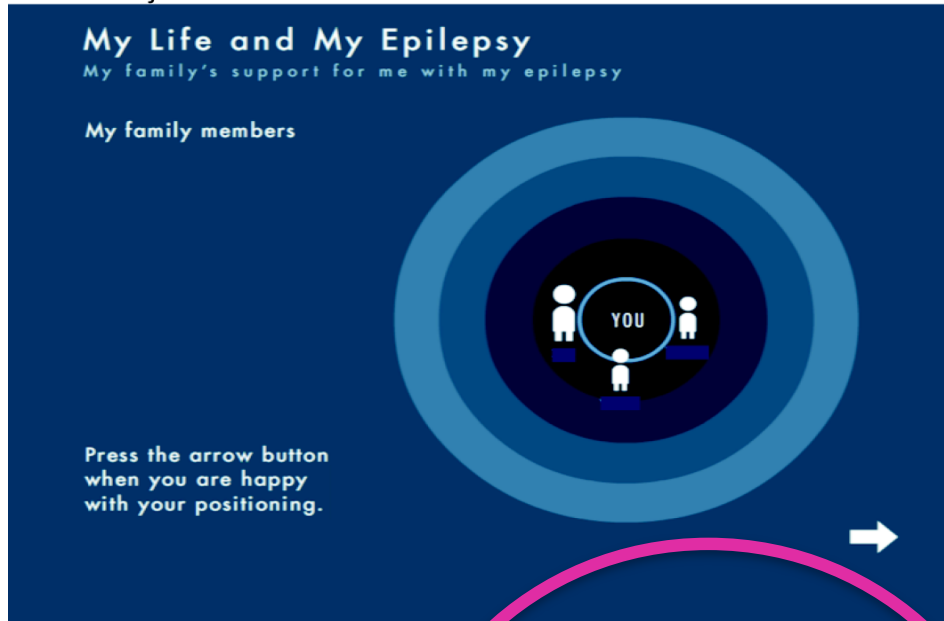 My Life and My Epilepsy
My family's support for me with my epilepsy
My family members
YOU
Press the arrow button
when you are happy
with your positioning.